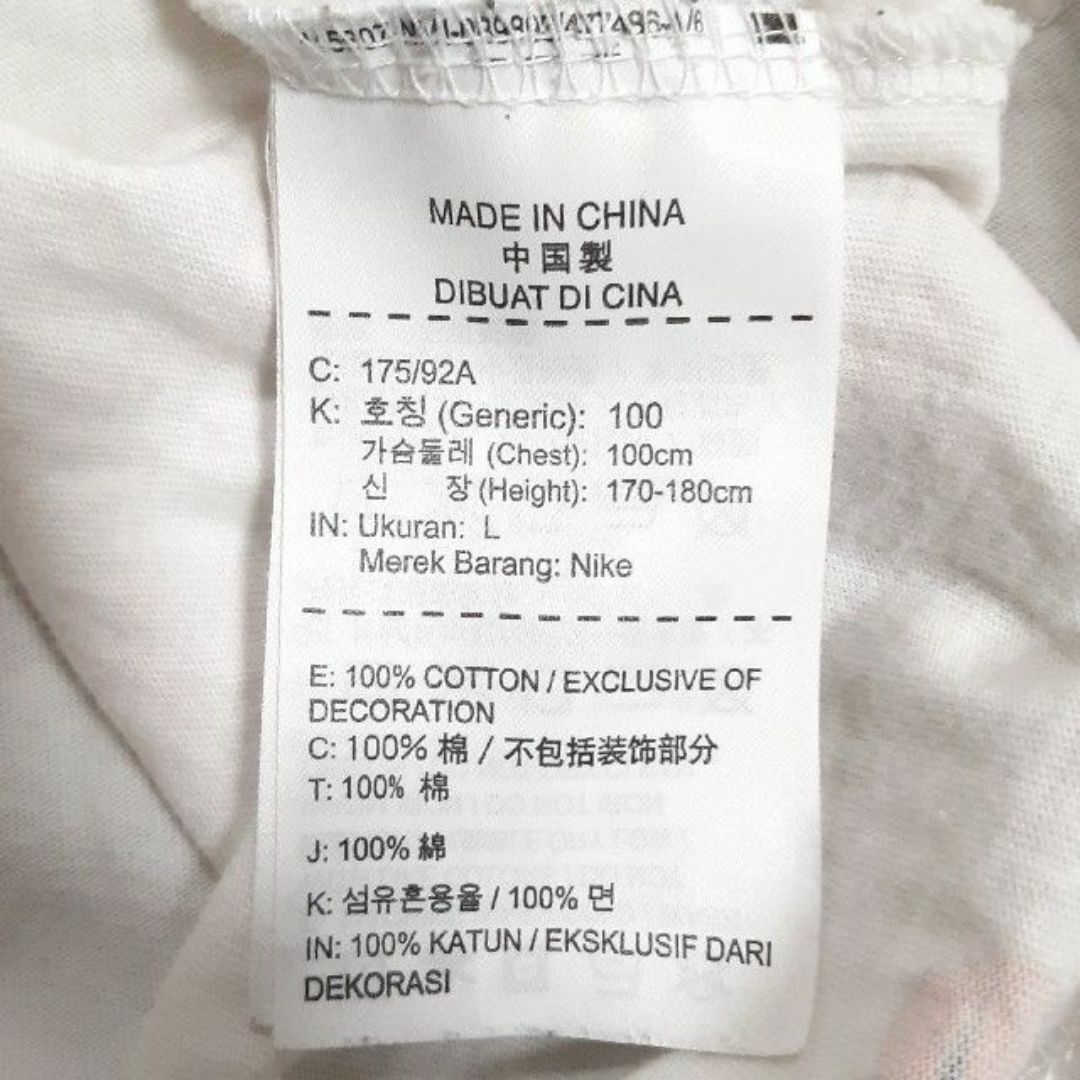 MADE IN CHINA
中国製
DIBUAT DI CINA
C: 175/92A
K: 호칭 (Generic): 100
가슴둘레 (Chest): 100cm
신 장 (Height): 170-180cm
IN: Ukuran: L
Merek Barang: Nike
E: 100% COTTON / EXCLUSIVE OF
DECORATION
C: 100% 棉 / 不包括装饰部分
T: 100% 棉
J: 100% 綿
K: 섬유혼용율 / 100% 면
IN: 100% KATUN / EKSKLUSIF DARI
DEKORASI